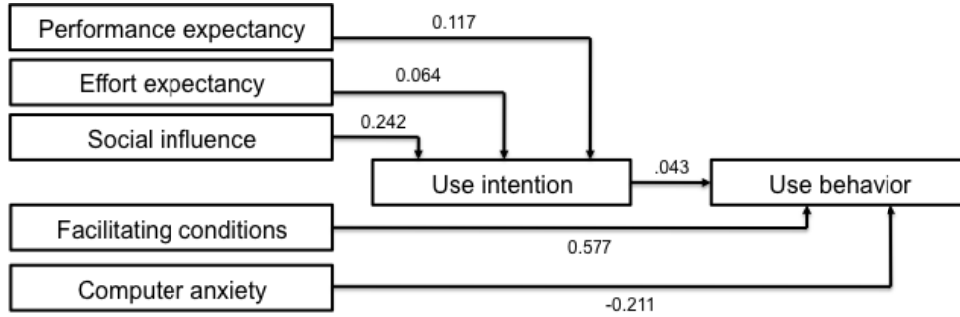 Performance expectancy
0.117
Effort expectancy
0.064
Social influence
0.242
Use intention
.043
Use behavior
Facilitating conditions
0.577
Computer anxiety
-0.211